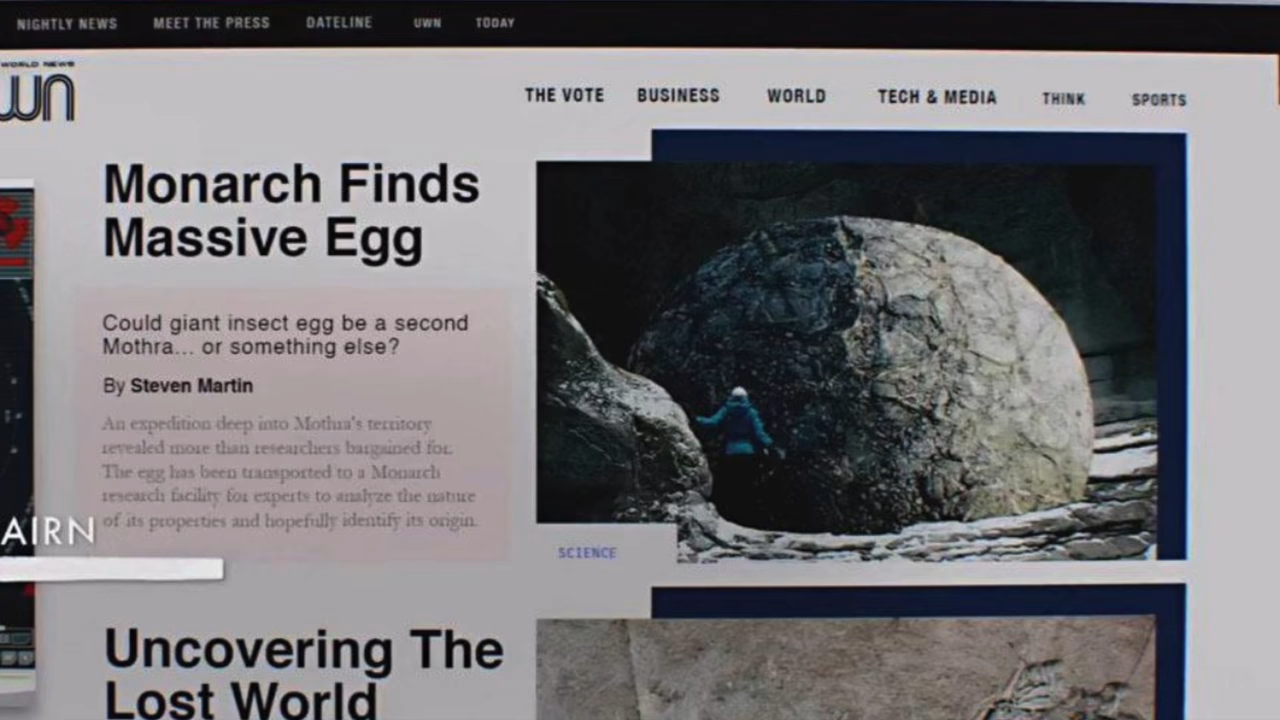 NIGHTLY NEWS MEET THE PRESS DATELINE UWN TODAY
WORLD NEWS
wn
THE VOTE BUSINESS WORLD TECH & MEDIA THINK SPORTS
Monarch Finds
Massive Egg
Could giant insect egg be a second
Mothra... or something else?
By Steven Martin
An expedition deep into Mothra's territory
revealed more than researchers bargained for.
The egg has been transported to a Monarch
research facility for experts to analyze the nature
of its properties and hopefully identify its origin.
AIRN
SCIENCE
Uncovering The
Lost World